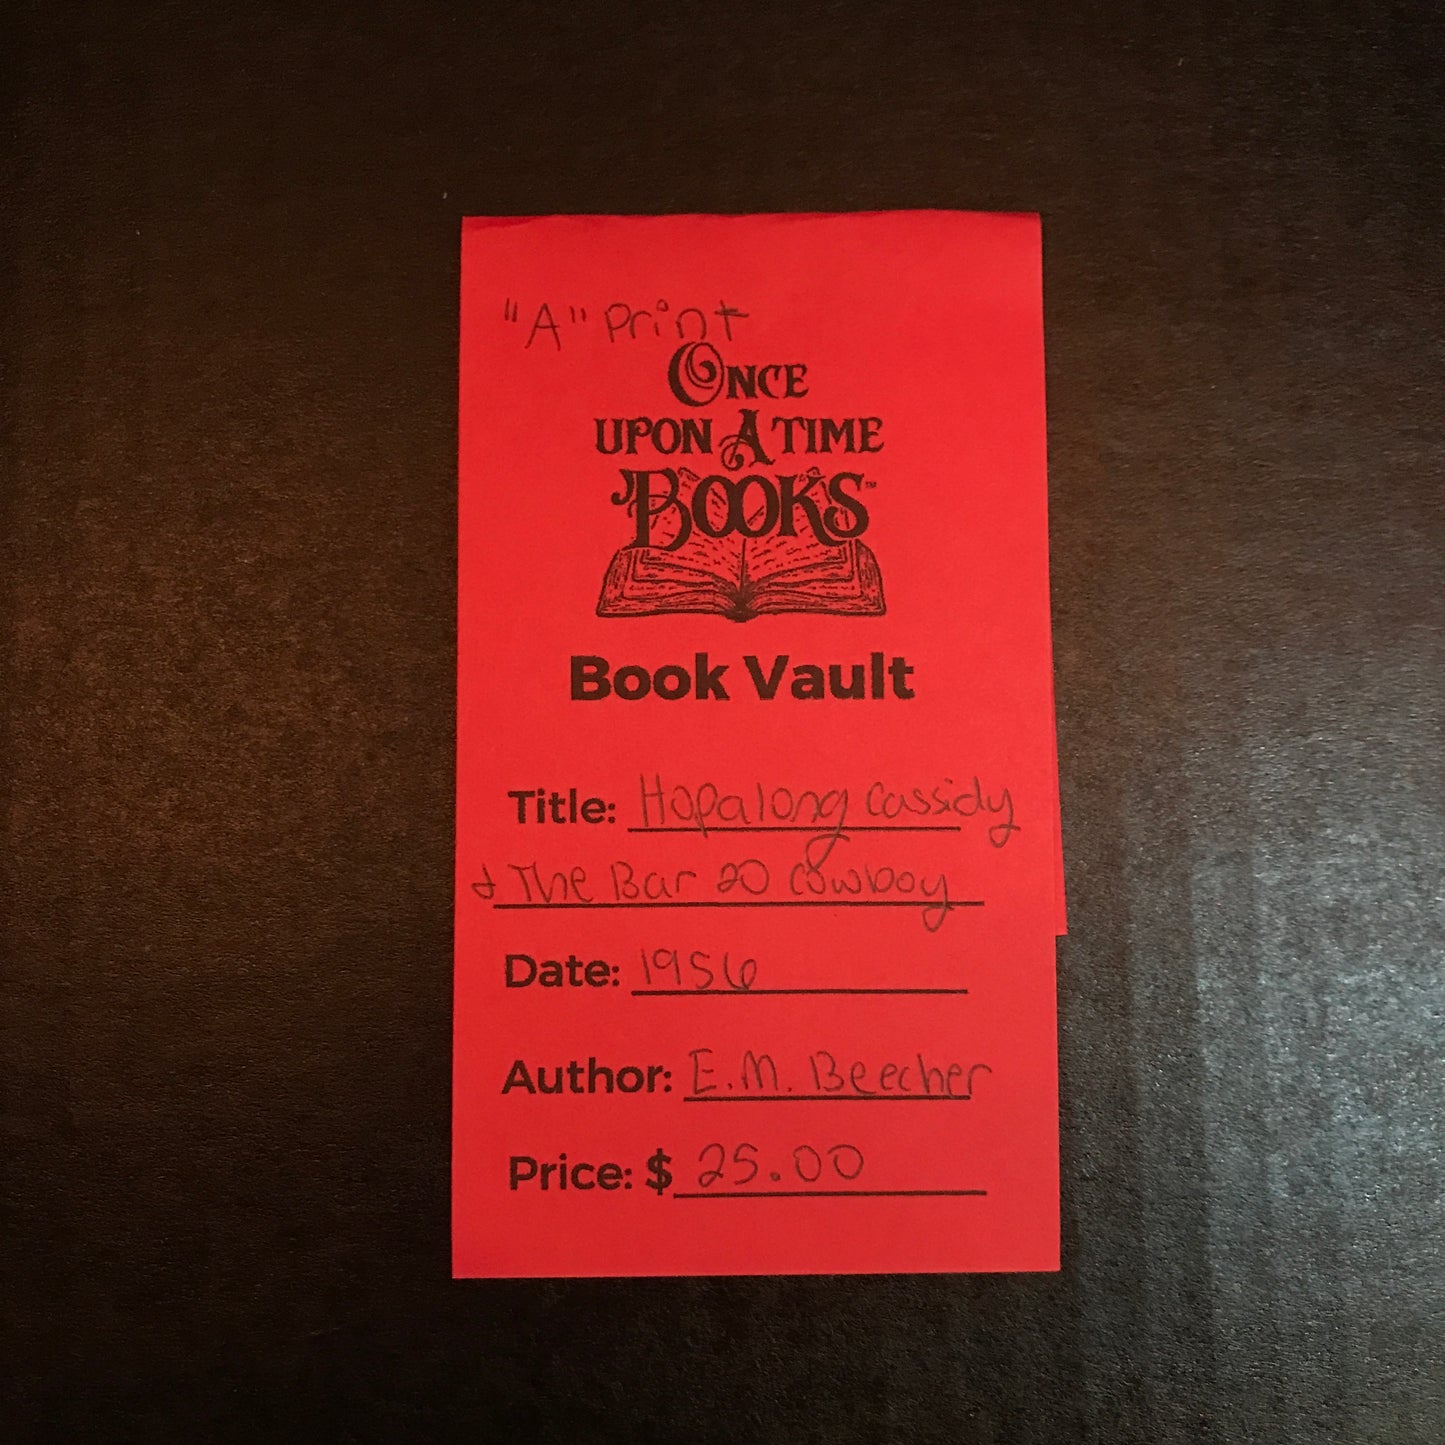 "A" Print
ONCE
UPON A TIME
BOOKS™
Book Vault
Title: Hopalong Cassidy
& The Bar 20 Cowboy
Date: 1956
Author: E.M. Beecher
Price: $ 25.00